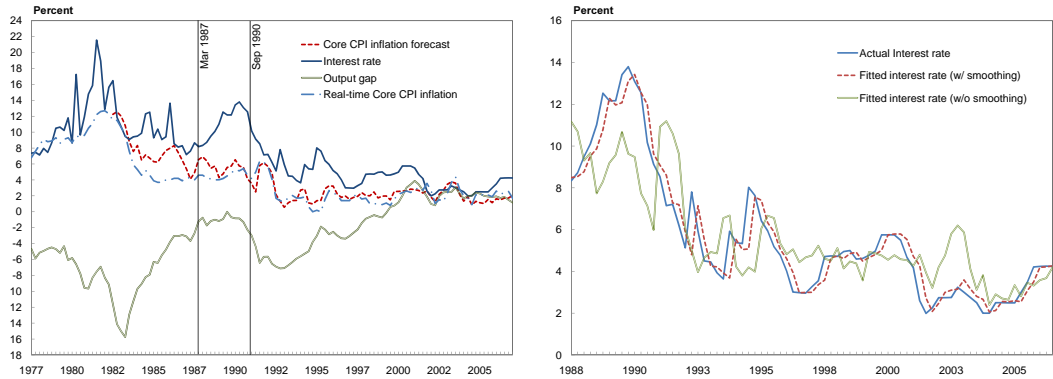 Percent
24
22
20
18
16
14
12
10
8
6
4
2
0
-2
-4
-6
-8
10
12
14
16
18
Mar 1987
Sep 1990
Core CPI inflation forecast
Interest rate
Output gap
Real-time Core CPI inflation
1977 1980 1982 1985 1987 1990 1992 1995 1997 2000 2002 2005
Percent
16
14
12
10
8
6
4
2
0
Actual Interest rate
Fitted interest rate (w/ smoothing)
Fitted interest rate (w/o smoothing)
1988 1990 1993 1995 1998 2000 2003 2005